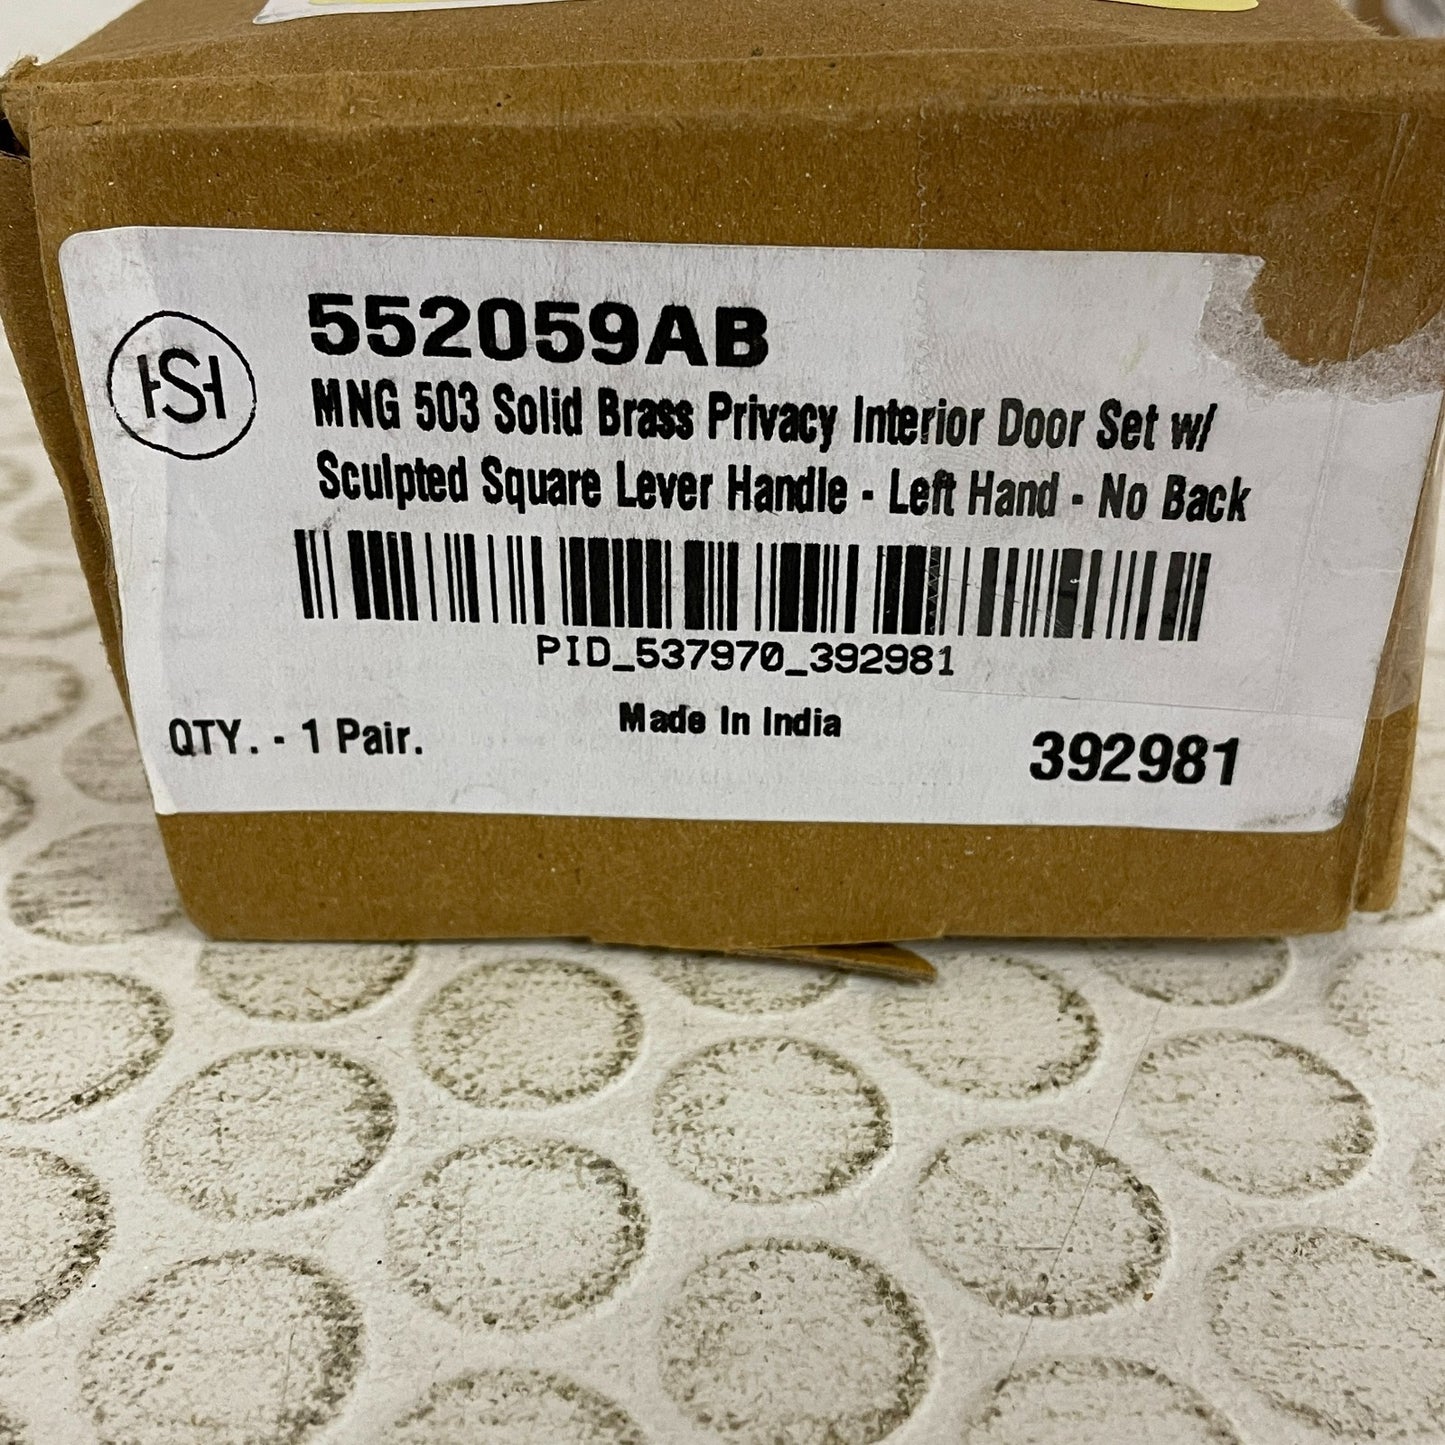 HSH
552059AB
MNG 503 Solid Brass Privacy Interior Door Set w/
Sculpted Square Lever Handle - Left Hand - No Back
PID_537970_392981
QTY. - 1 Pair.
Made In India
392981